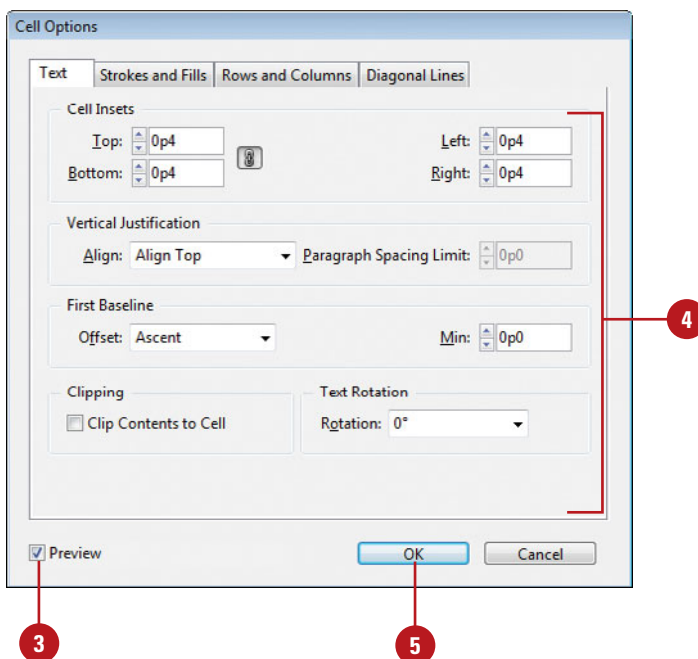 Cell Options
Text Strokes and Fills Rows and Columns Diagonal Lines
Cell Insets
Top: 0p4 Left: 0p4
Bottom: 0p4 Right: 0p4
Vertical Justification
Align: Align Top Paragraph Spacing Limit: 0p0
First Baseline
Offset: Ascent Min: 0p0
4
Clipping Text Rotation
Clip Contents to Cell Rotation: 0°
Preview OK Cancel
3 5